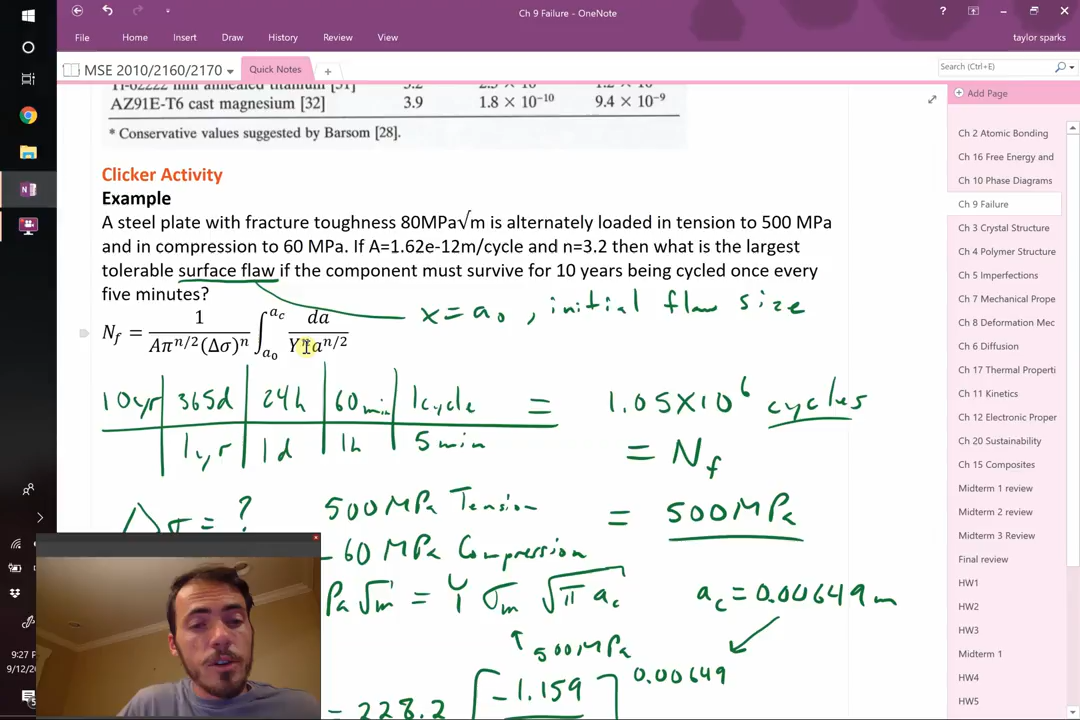 Ch 9 Failure - OneNote
?
File Home Insert Draw History Review View
taylor sparks
MSE 2010/2160/2170
Quick Notes
+
Search (Ctrl+E)
AZ91E-T6 cast magnesium [32] 3.9 1.8 × 10⁻¹⁰ 9.4 × 10⁻⁹
* Conservative values suggested by Barsom [28].
Clicker Activity
Example
A steel plate with fracture toughness 80MPa√m is alternately loaded in tension to 500 MPa
and in compression to 60 MPa. If A=1.62e-12m/cycle and n=3.2 then what is the largest
tolerable surface flaw if the component must survive for 10 years being cycled once every
five minutes?
x = a₀ , initial flaw size
N_f = 1 / (Aπ^{n/2}(Δσ)^n) ∫_{a₀}^{a_c} da / (Y^n a^{n/2})
10yr | 365d | 24h | 60min | 1cycle = 1.05×10⁶ cycles
1yr | 1d | 1h | 5min = N_f
Δσ = ? 500MPa Tension = 500MPa
- 60 MPa Compression
Pa √m = Y σ_m √π a_c a_c = 0.00649 m
↑ 500MPa
= 228.2 [ -1.159 ] 0.00649
Add Page
Ch 2 Atomic Bonding
Ch 16 Free Energy and
Ch 10 Phase Diagrams
Ch 9 Failure
Ch 3 Crystal Structure
Ch 4 Polymer Structure
Ch 5 Imperfections
Ch 7 Mechanical Prope
Ch 8 Deformation Mec
Ch 6 Diffusion
Ch 17 Thermal Properti
Ch 11 Kinetics
Ch 12 Electronic Proper
Ch 20 Sustainability
Ch 15 Composites
Midterm 1 review
Midterm 2 review
Midterm 3 Review
Final review
HW1
HW2
HW3
Midterm 1
HW4
HW5
9:27
9/12